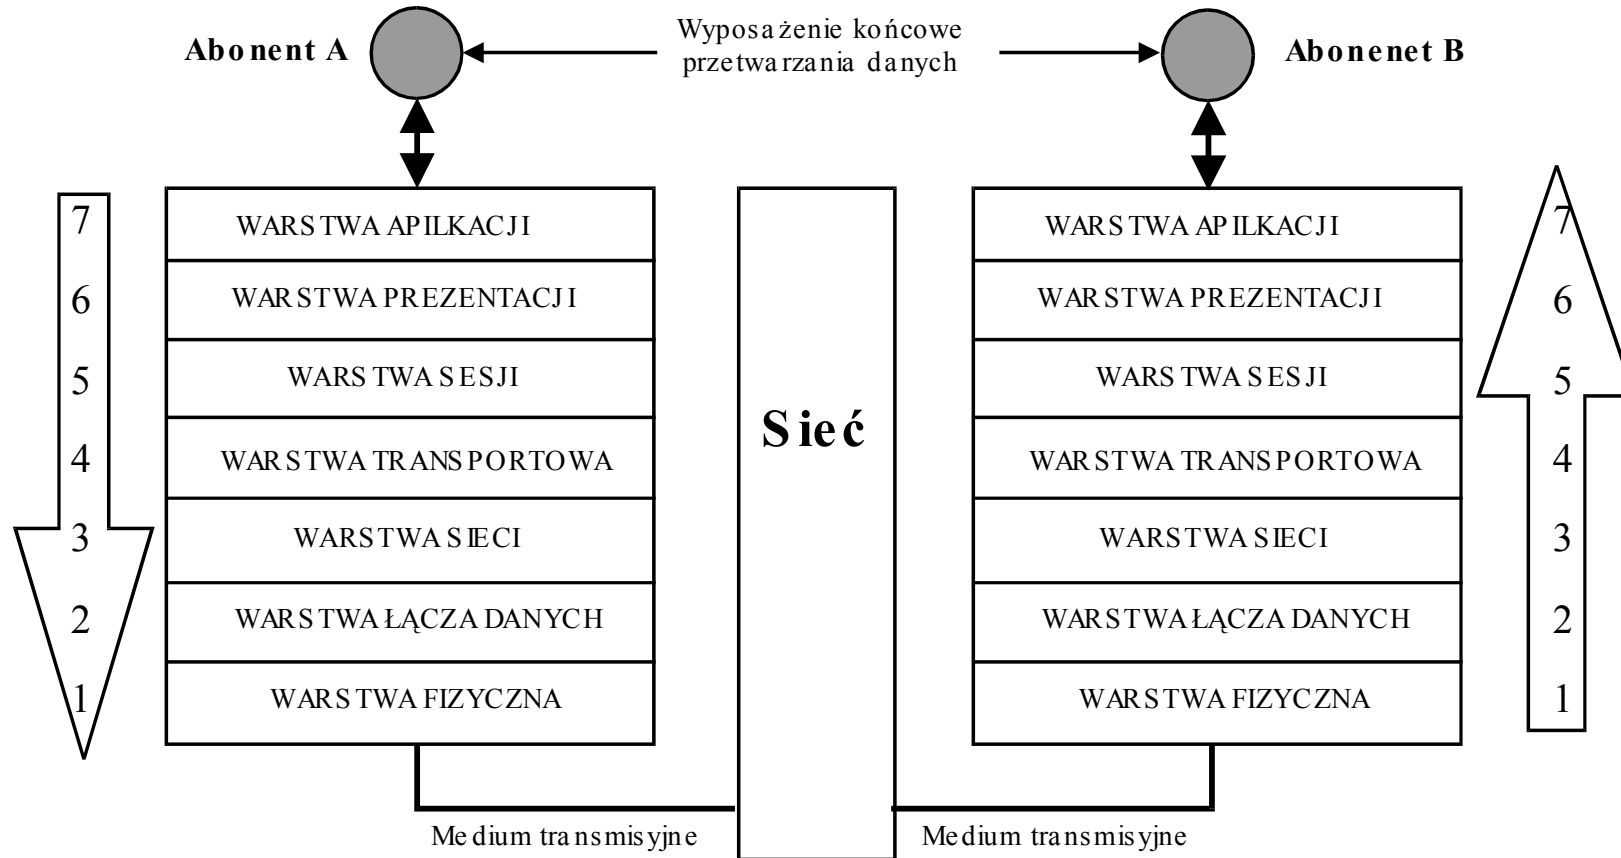 Abonent A
Wyposażenie końcowe
przetwarzania danych
Abonenet B
7
WARSTWA APILKACJI
WARSTWA APILKACJI
7
6
WARSTWA PREZENTACJI
WARSTWA PREZENTACJI
6
5
WARSTWA SESJI
WARSTWA SESJI
5
Sieć
4
WARSTWA TRANSPORTOWA
WARSTWA TRANSPORTOWA
4
3
WARSTWA SIECI
WARSTWA SIECI
3
2
WARSTWA ŁĄCZA DANYCH
WARSTWA ŁĄCZA DANYCH
2
1
WARSTWA FIZYCZNA
WARSTWA FIZYCZNA
1
Medium transmisyjne
Medium transmisyjne